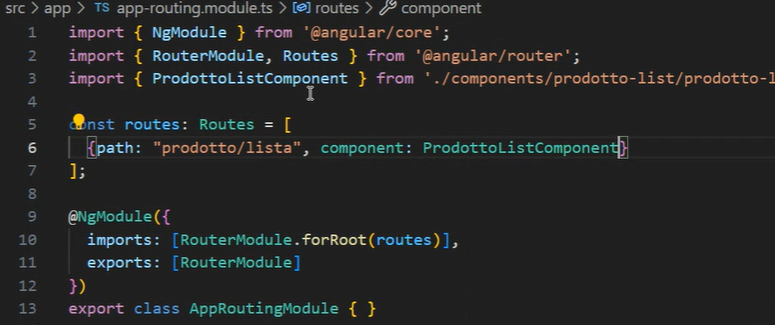 src > app > TS app-routing.module.ts > routes > component
1 import { NgModule } from '@angular/core';
2 import { RouterModule, Routes } from '@angular/router';
3 import { ProdottoListComponent } from './components/prodotto-list/prodotto-l
4
5 const routes: Routes = [
6 {path: "prodotto/lista", component: ProdottoListComponent}
7 ];
8
9 @NgModule({
10 imports: [RouterModule.forRoot(routes)],
11 exports: [RouterModule]
12 })
13 export class AppRoutingModule { }